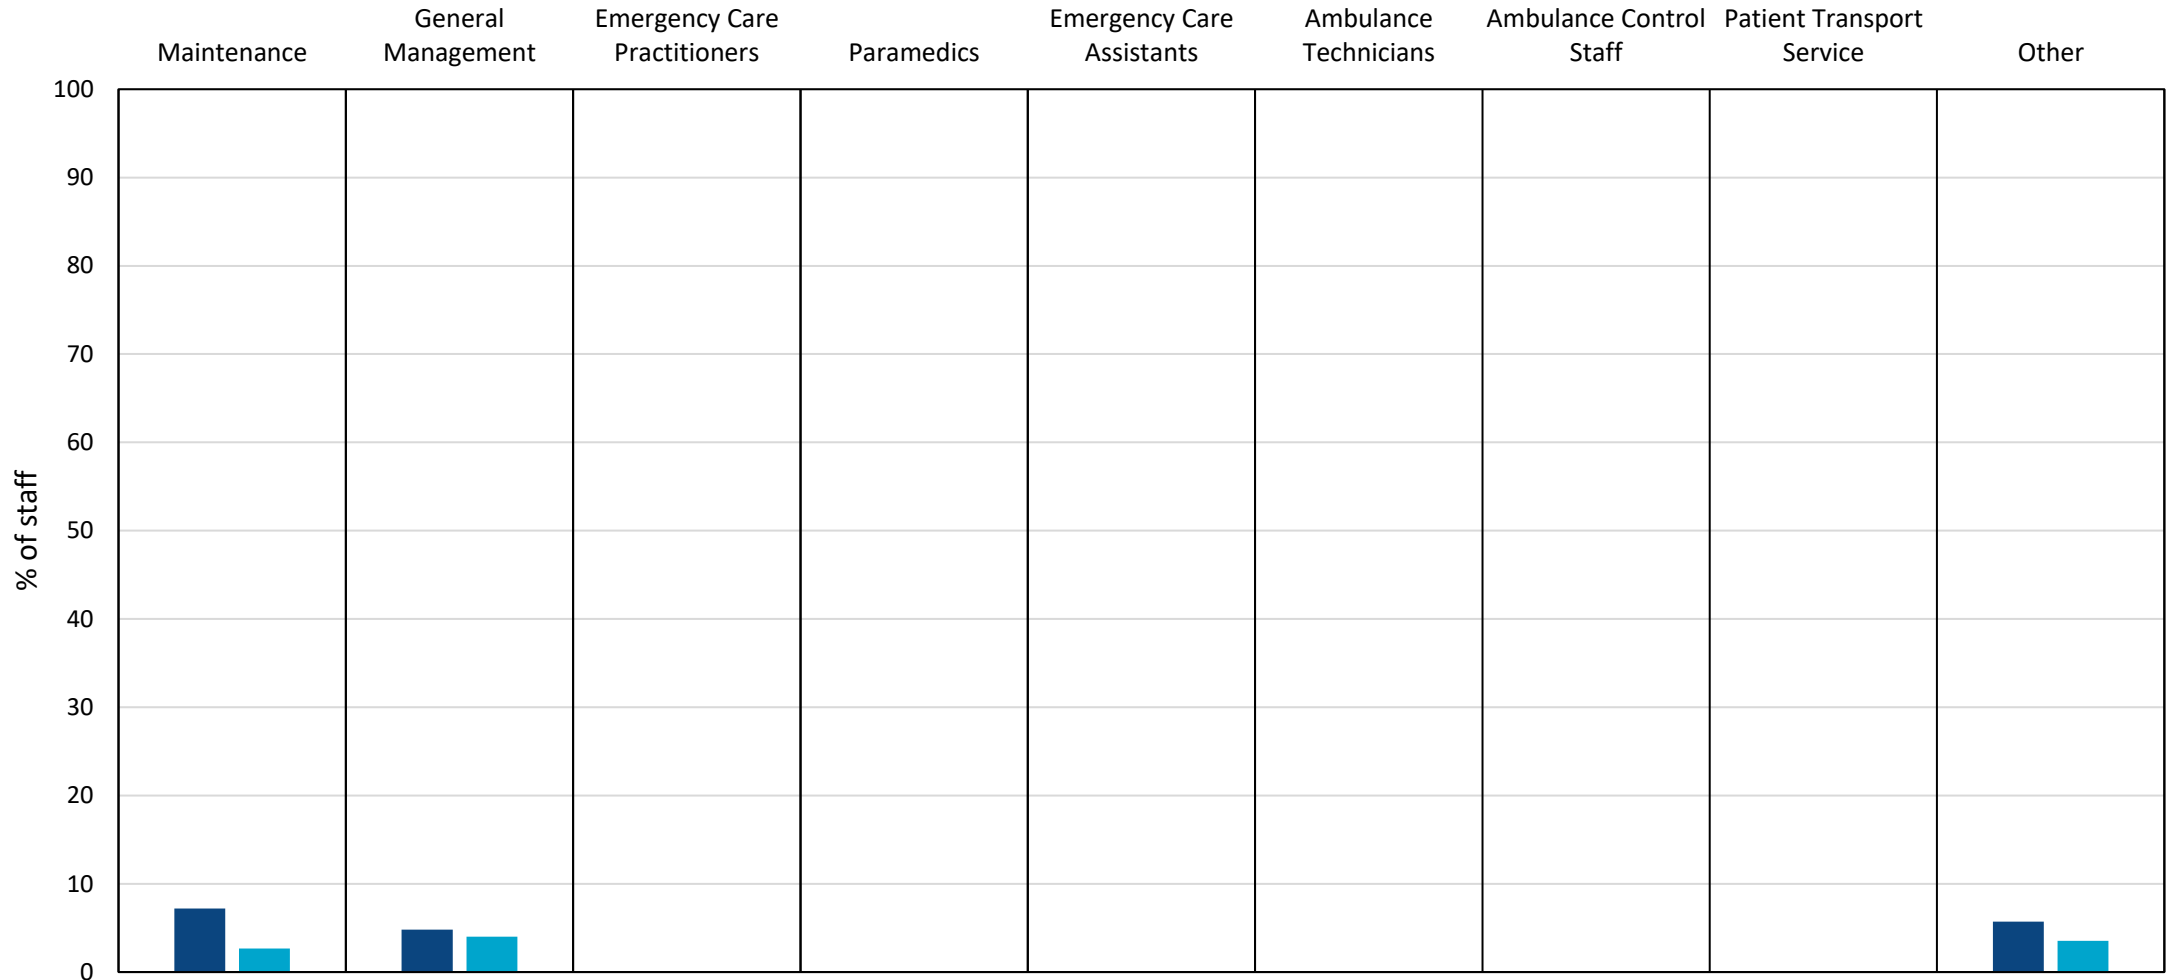 Maintenance
General
Management
Emergency Care
Practitioners
Paramedics
Emergency Care
Assistants
Ambulance
Technicians
Ambulance Control
Staff
Patient Transport
Service
Other
100
90
80
70
60
50
40
30
20
10
0
% of staff